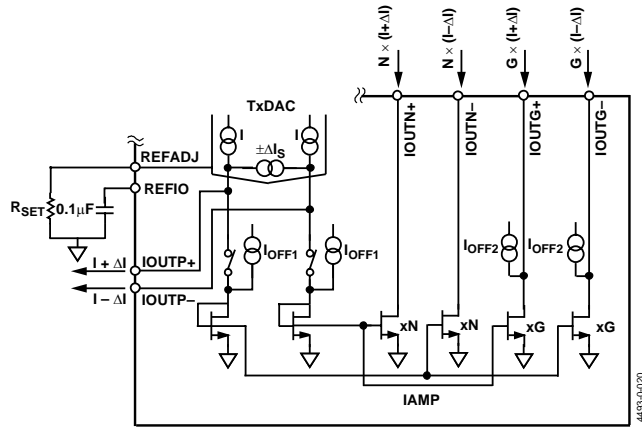 N × (I+ΔI)
N × (I–ΔI)
G × (I+ΔI)
G × (I–ΔI)
TxDAC
I
I
±ΔIS
IOUTN+
IOUTN–
IOUTG+
IOUTG–
REFADJ
REFIO
RSET
0.1µF
I + ΔI
IOUTP+
I – ΔI
IOUTP–
IOFF1
IOFF1
IOFF2
IOFF2
xN
xN
xG
xG
IAMP
4493-0-020